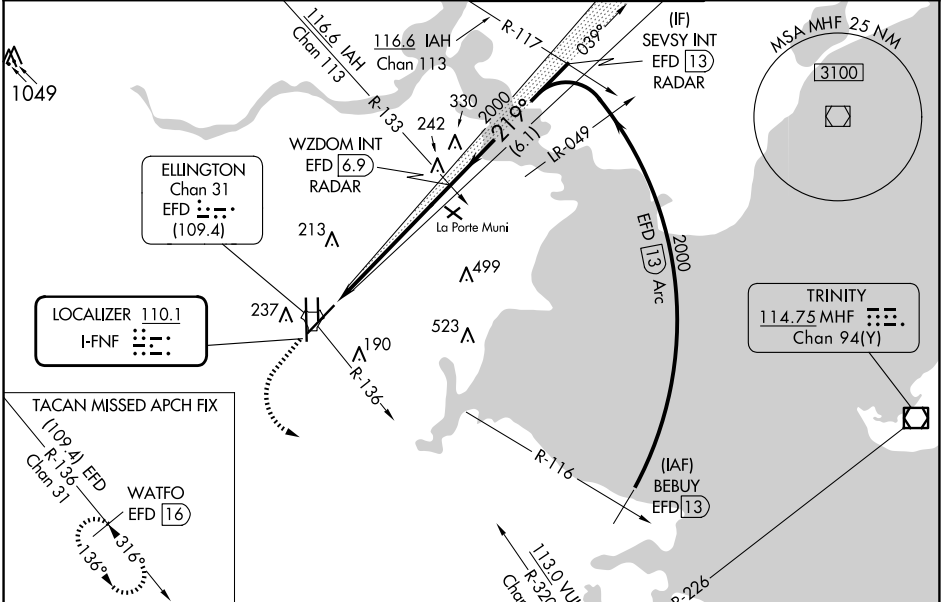 116.6 IAH
Chan 113
R-133
116.6 IAH
Chan 113
R-117
039°
(IF)
SEVSY INT
EFD 13
RADAR
MSA MHF 25 NM
3100
1049
330
242
2000
219°
(6.1)
LR-049
WZDOM INT
EFD 6.9
RADAR
ELLINGTON
Chan 31
EFD
(109.4)
213
La Porte Muni
EFD 13 Arc
2000
499
LOCALIZER 110.1
I-FNF
237
523
190
R-136
TRINITY
114.75 MHF
Chan 94(Y)
TACAN MISSED APCH FIX
(109.4) EFD
R-136
Chan 31
WATFO
EFD 16
136°
316°
R-116
(IAF)
BEBUY
EFD 13
113.0 VU
R-320
Cha
R-226